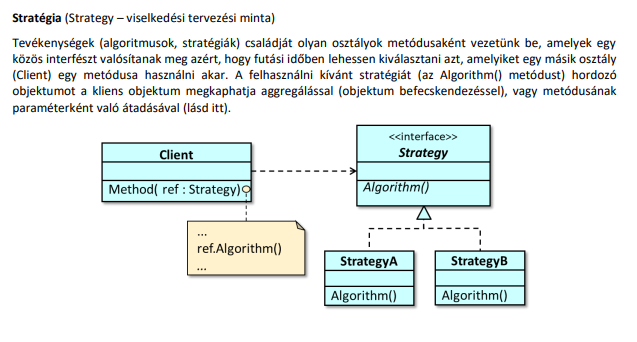 Stratégia (Strategy – viselkedési tervezési minta)
Tevékenységek (algoritmusok, stratégiák) családját olyan osztályok metódusaként vezetünk be, amelyek egy
közös interfészt valósítanak meg azért, hogy futási időben lehessen kiválasztani azt, amelyiket egy másik osztály
(Client) egy metódusa használni akar. A felhasználni kívánt stratégiát (az Algorithm() metódust) hordozó
objektumot a kliens objektum megkaphatja aggregálással (objektum befecskendezéssel), vagy metódusának
paraméterként való átadásával (lásd itt).
<<interface>>
Strategy
Client
Method( ref : Strategy)
Algorithm()
...
ref.Algorithm()
...
StrategyA
StrategyB
Algorithm()
Algorithm()